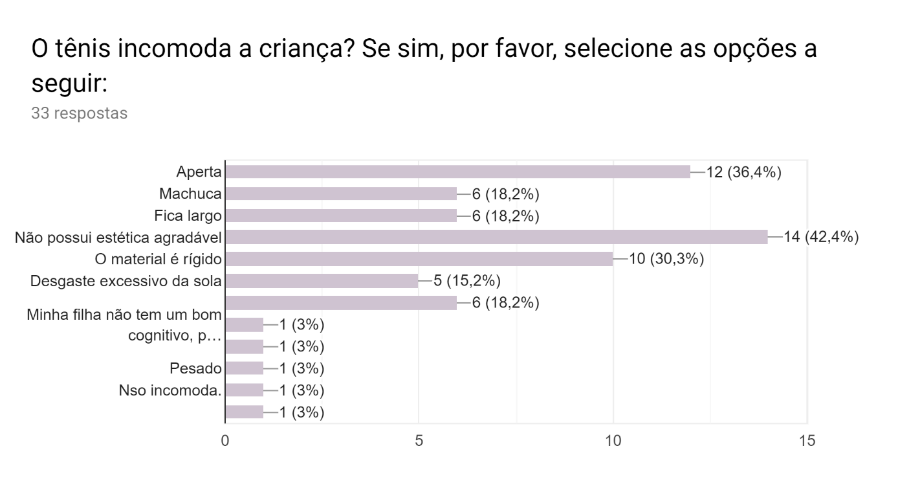 O tênis incomoda a criança? Se sim, por favor, selecione as opções a
seguir:
33 respostas
Aperta 12 (36,4%)
Machuca 6 (18,2%)
Fica largo 6 (18,2%)
Não possui estética agradável 14 (42,4%)
O material é rígido 10 (30,3%)
Desgaste excessivo da sola 5 (15,2%)
6 (18,2%)
Minha filha não tem um bom
1 (3%)
cognitivo, p…
1 (3%)
Pesado 1 (3%)
Nso incomoda. 1 (3%)
1 (3%)
0 5 10 15